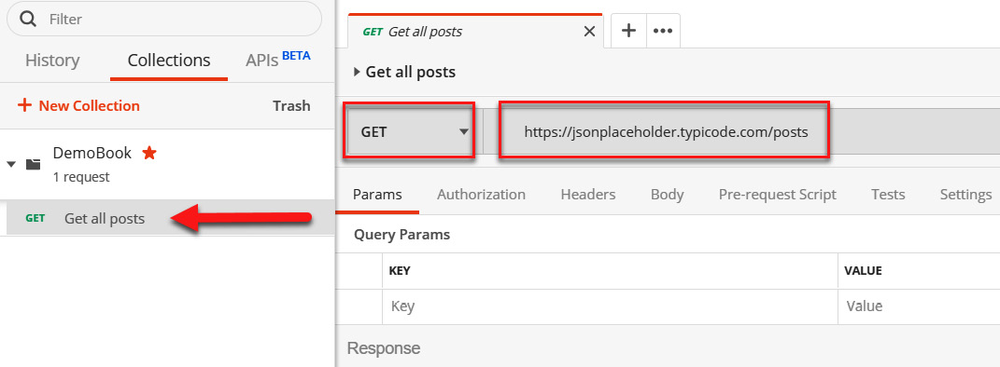 Filter
History Collections APIs BETA
+ New Collection Trash
DemoBook
1 request
GET Get all posts
GET Get all posts
Get all posts
GET https://jsonplaceholder.typicode.com/posts
Params Authorization Headers Body Pre-request Script Tests Settings
Query Params
KEY VALUE
Key Value
Response